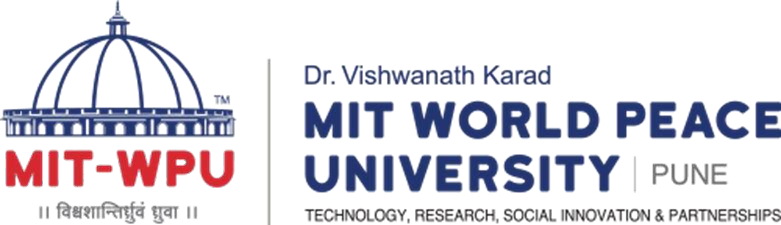 TM
MIT-WPU
॥ विश्वशान्तिर्ध्रुवं ध्रुवा ॥
Dr. Vishwanath Karad
MIT WORLD PEACE
UNIVERSITY | PUNE
TECHNOLOGY, RESEARCH, SOCIAL INNOVATION & PARTNERSHIPS